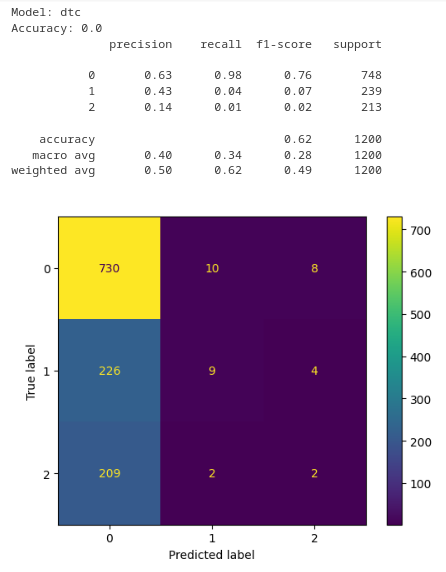 Model: dtc
Accuracy: 0.0
precision recall f1-score support
0 0.63 0.98 0.76 748
1 0.43 0.04 0.07 239
2 0.14 0.01 0.02 213
accuracy 0.62 1200
macro avg 0.40 0.34 0.28 1200
weighted avg 0.50 0.62 0.49 1200
True label
0 730 10 8
1 226 9 4
2 209 2 2
0 1 2
Predicted label
700
600
500
400
300
200
100